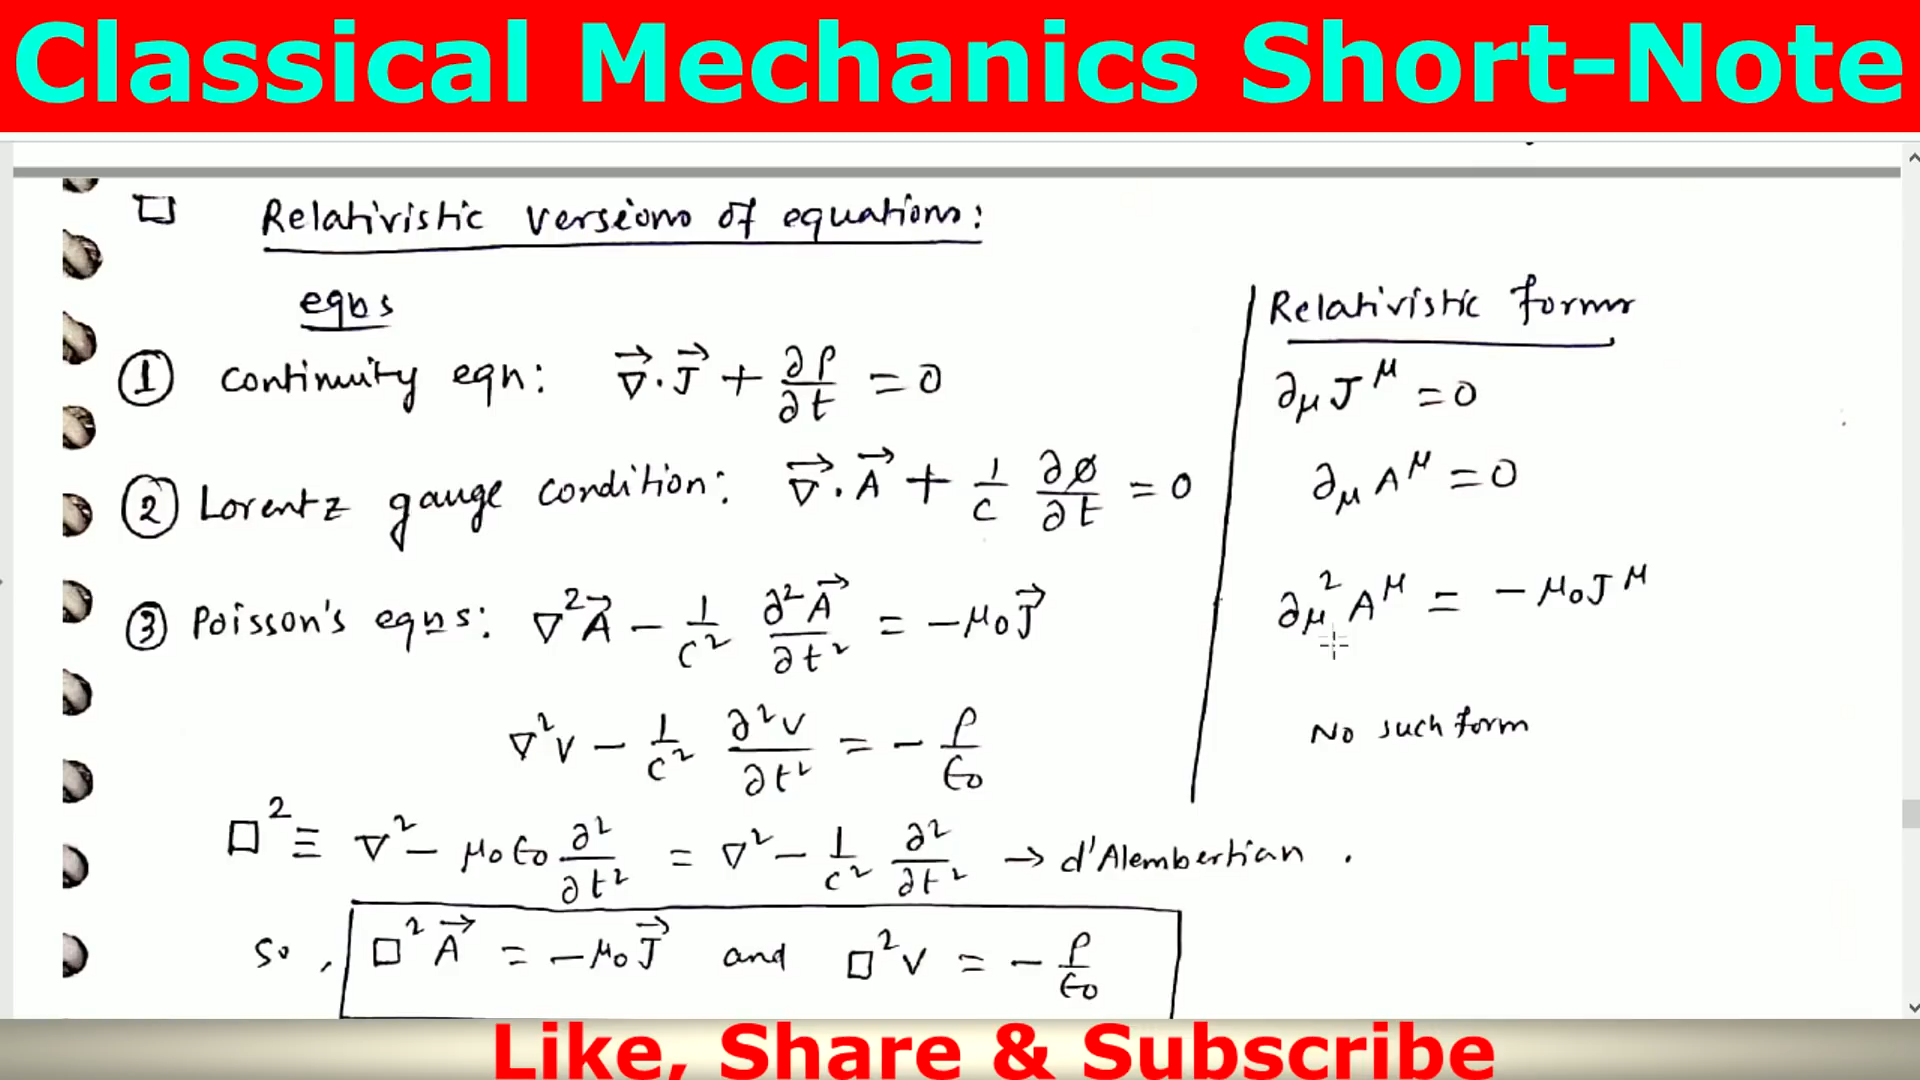 Classical Mechanics Short-Note
□ Relativistic versions of equations:
eqns
Relativistic forms
① Continuity eqn: ∇⃗·J⃗ + ∂ρ/∂t = 0
∂_μ J^μ = 0
② Lorentz gauge condition: ∇⃗·A⃗ + 1/c ∂φ/∂t = 0
∂_μ A^μ = 0
③ Poisson's eqns: ∇²A⃗ − 1/c² ∂²A⃗/∂t² = −μ₀J⃗
∂_μ² A^μ = −μ₀J^μ
∇²V − 1/c² ∂²V/∂t² = − ρ/ϵ₀
No such form
□² ≡ ∇² − μ₀ϵ₀ ∂²/∂t² = ∇² − 1/c² ∂²/∂t² → d'Alembertian .
So, □²A⃗ = −μ₀J⃗ and □²V = − ρ/ϵ₀
Like, Share & Subscribe